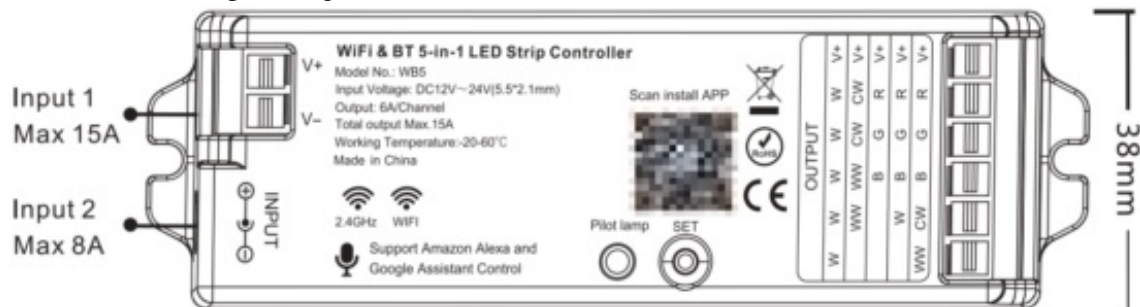 WiFi & BT 5-in-1 LED Strip Controller
Model No.: WB5
Input Voltage: DC12V～24V(5.5*2.1mm)
Output: 6A/Channel
Total output Max.15A
Working Temperature:-20-60°C
Made in China
V+
V−
Input 1
Max 15A
Input 2
Max 8A
INPUT
2.4GHz WIFI
Support Amazon Alexa and
Google Assistant Control
Scan install APP
RoHS
CE
Pilot lamp
SET
OUTPUT
W W W W W V+
WW WW CW CW V+
B G R V+
W B G R V+
WW CW B G R V+
38mm